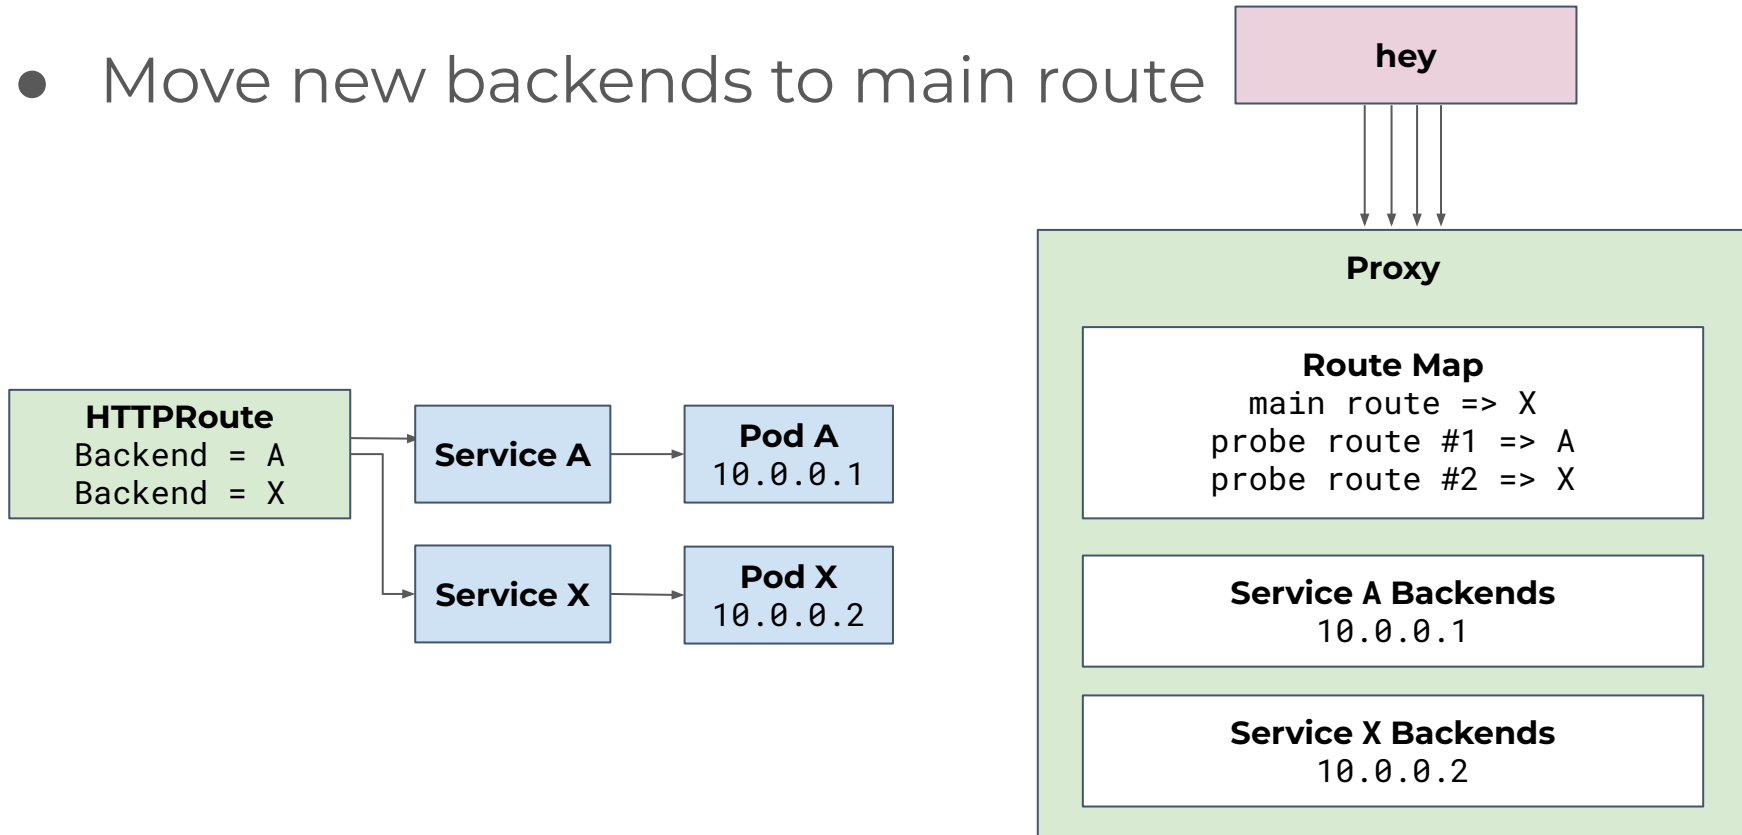 ● Move new backends to main route
hey
Proxy
Route Map
main route => X
probe route #1 => A
probe route #2 => X
Service A Backends
10.0.0.1
Service X Backends
10.0.0.2
HTTPRoute
Backend = A
Backend = X
Service A
Pod A
10.0.0.1
Service X
Pod X
10.0.0.2